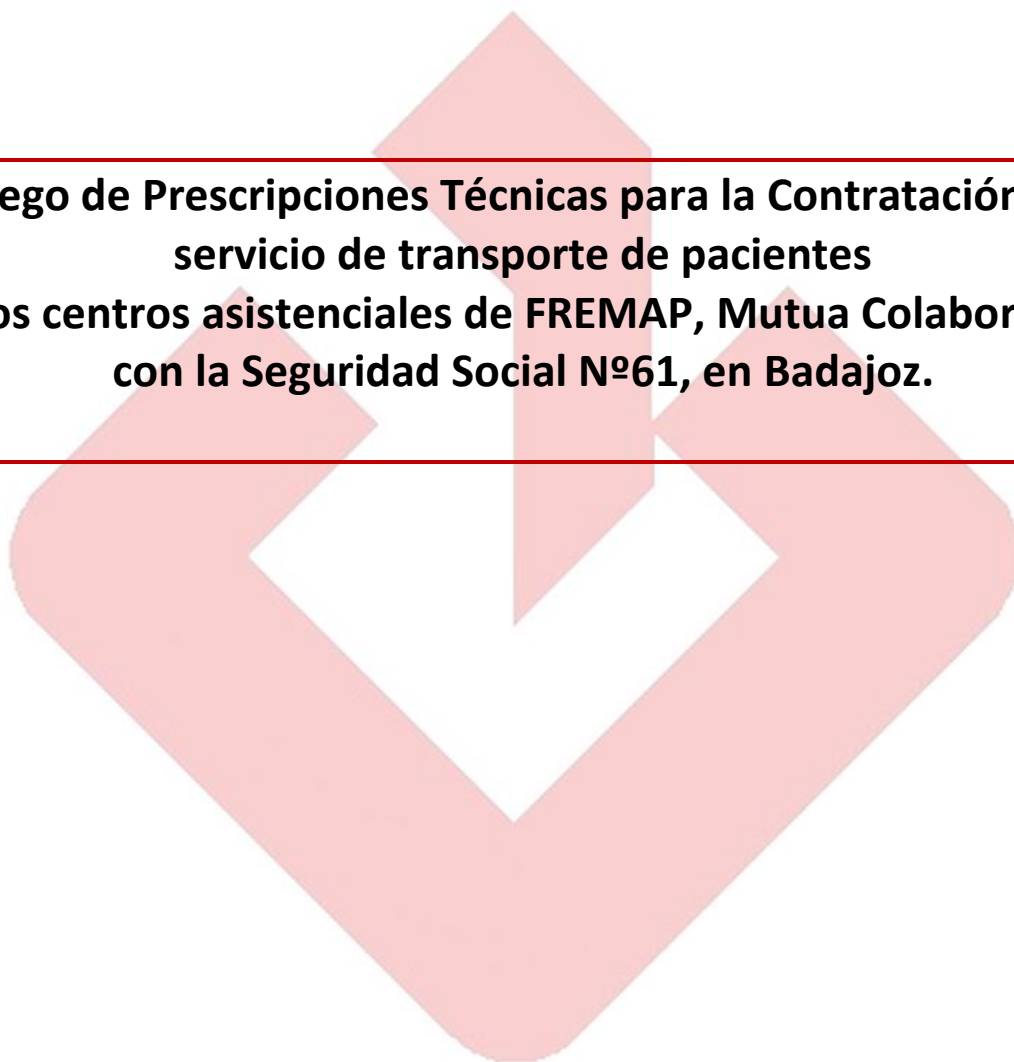 ego de Prescripciones Técnicas para la Contratación
servicio de transporte de pacientes
os centros asistenciales de FREMAP, Mutua Colabor
con la Seguridad Social Nº61, en Badajoz.